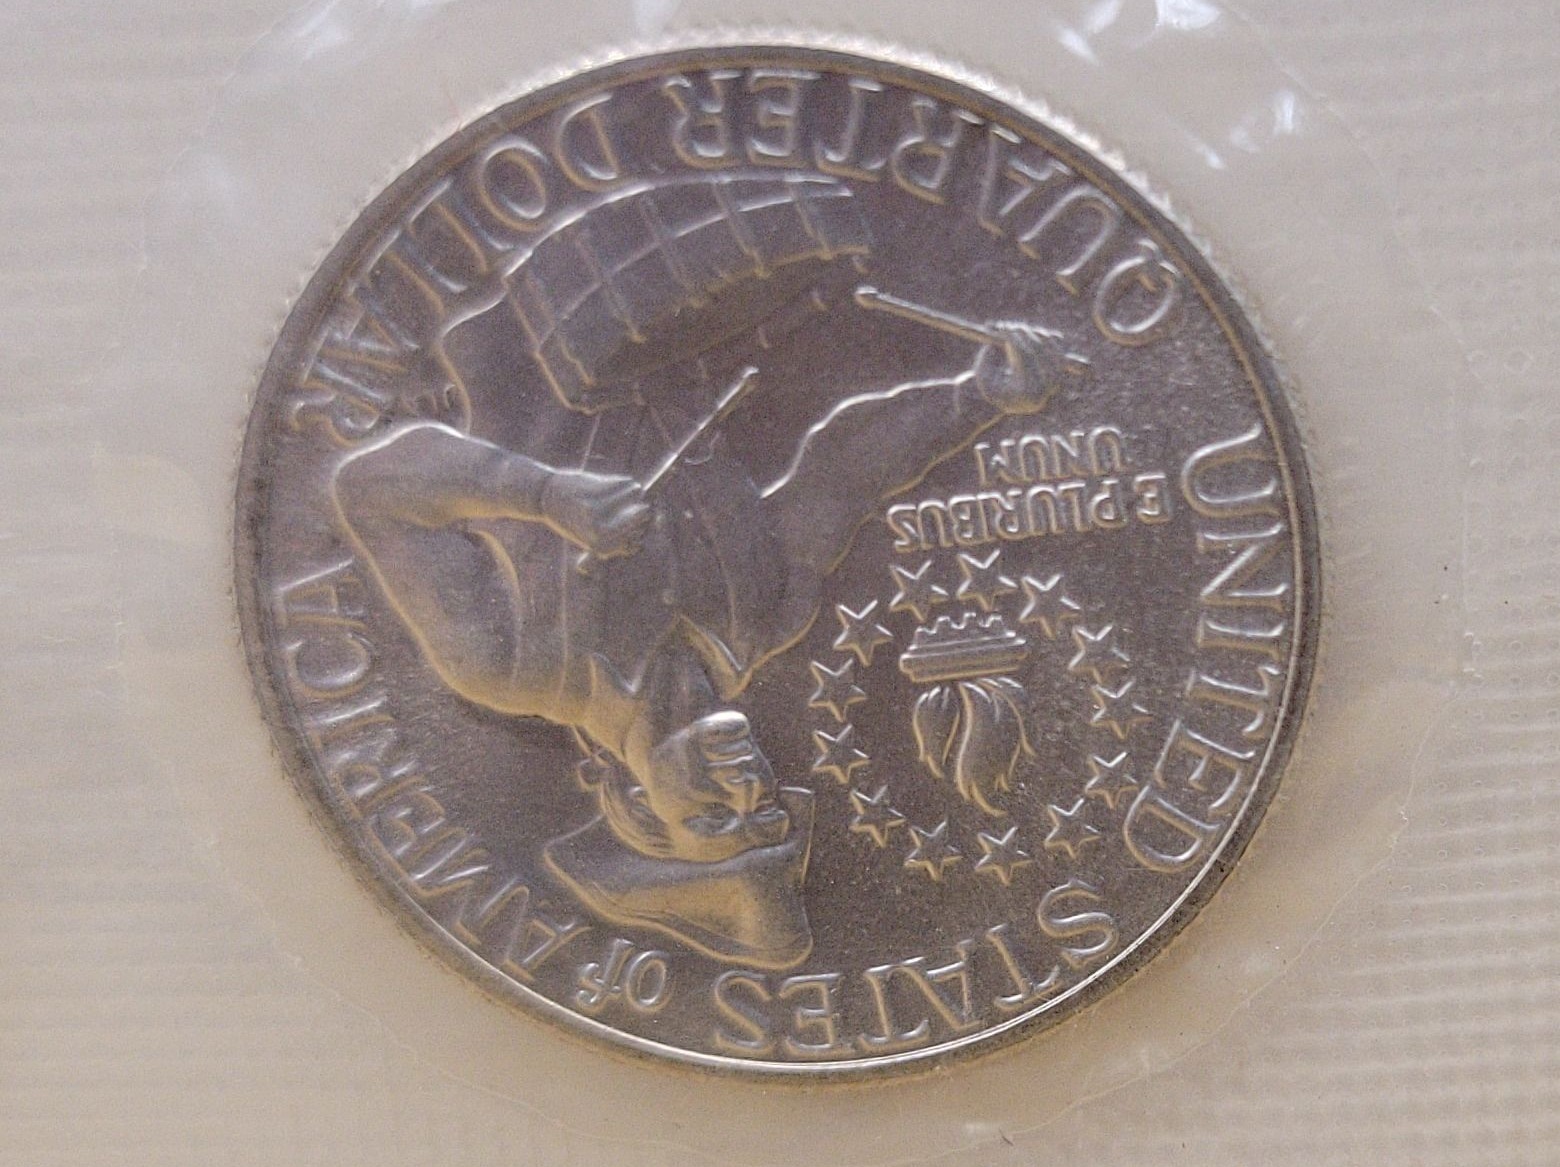 UNITED STATES OF AMERICA
E PLURIBUS
UNUM
QUARTER DOLLAR